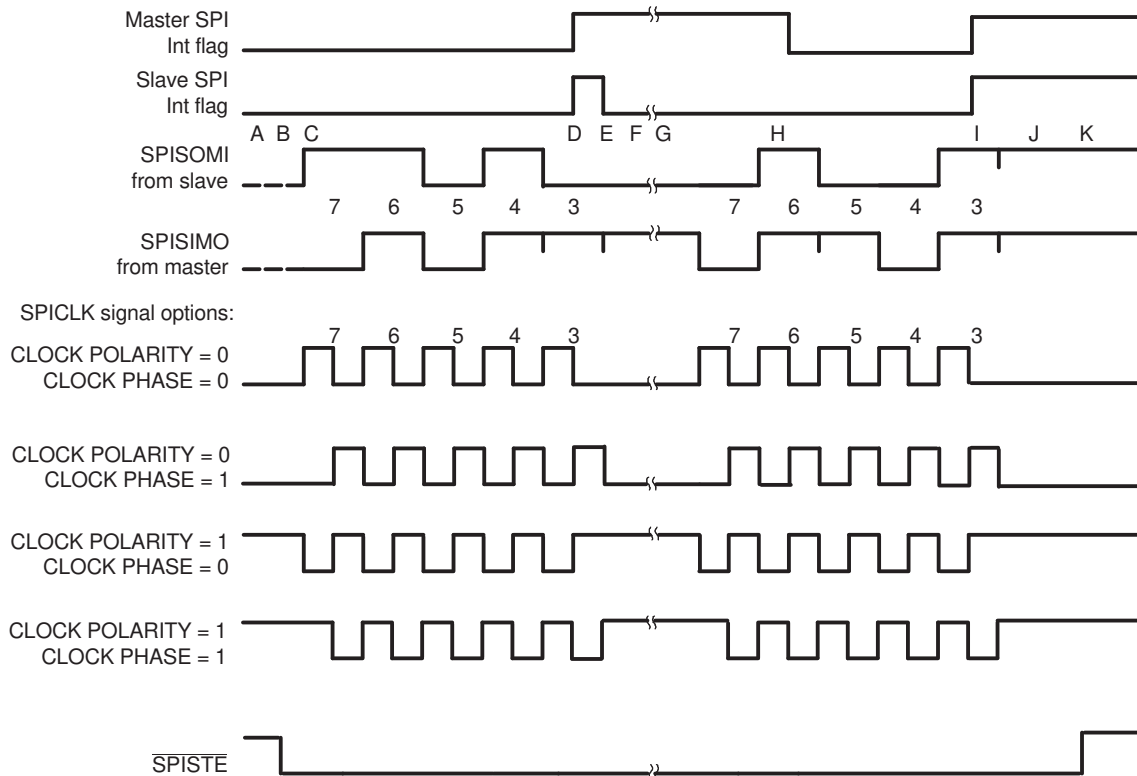 Master SPI
Int flag
Slave SPI
Int flag
A B C D E F G H I J K
SPISOMI
from slave
7 6 5 4 3 7 6 5 4 3
SPISIMO
from master
SPICLK signal options:
7 6 5 4 3 7 6 5 4 3
CLOCK POLARITY = 0
CLOCK PHASE = 0
CLOCK POLARITY = 0
CLOCK PHASE = 1
CLOCK POLARITY = 1
CLOCK PHASE = 0
CLOCK POLARITY = 1
CLOCK PHASE = 1
SPISTE